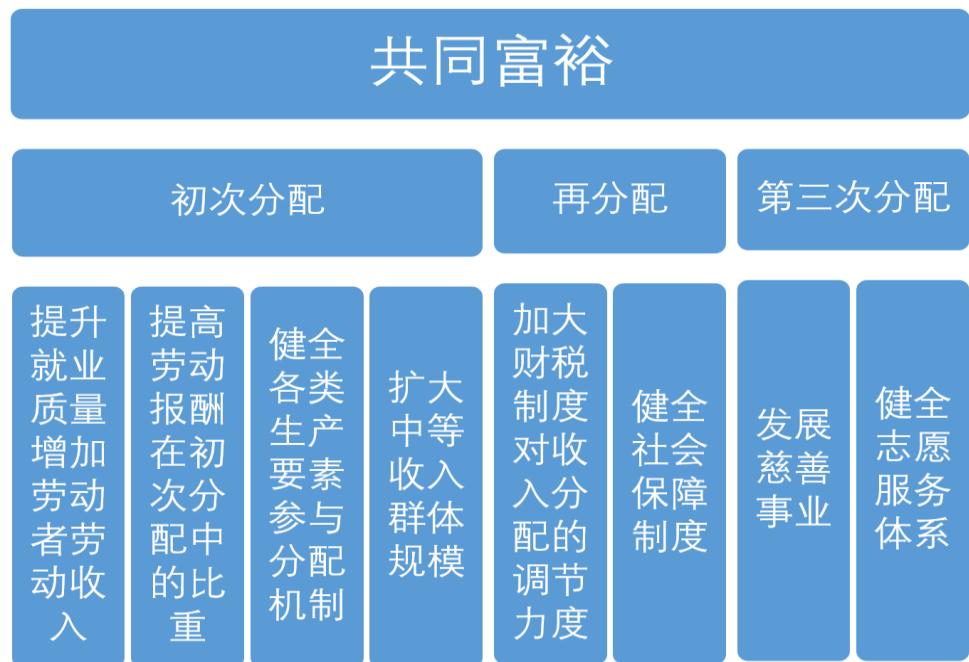 共同富裕
初次分配
再分配
第三次分配
提升
就业
质量
增加
劳动
者劳
动收
入
提高
劳动
报酬
在初
次分
配中
的比
重
健全
各类
生产
要素
参与
分配
机制
扩大
中等
收入
群体
规模
加大
财税
制度
对收
入分
配的
调节
力度
健全
社会
保障
制度
发展
慈善
事业
健全
志愿
服务
体系